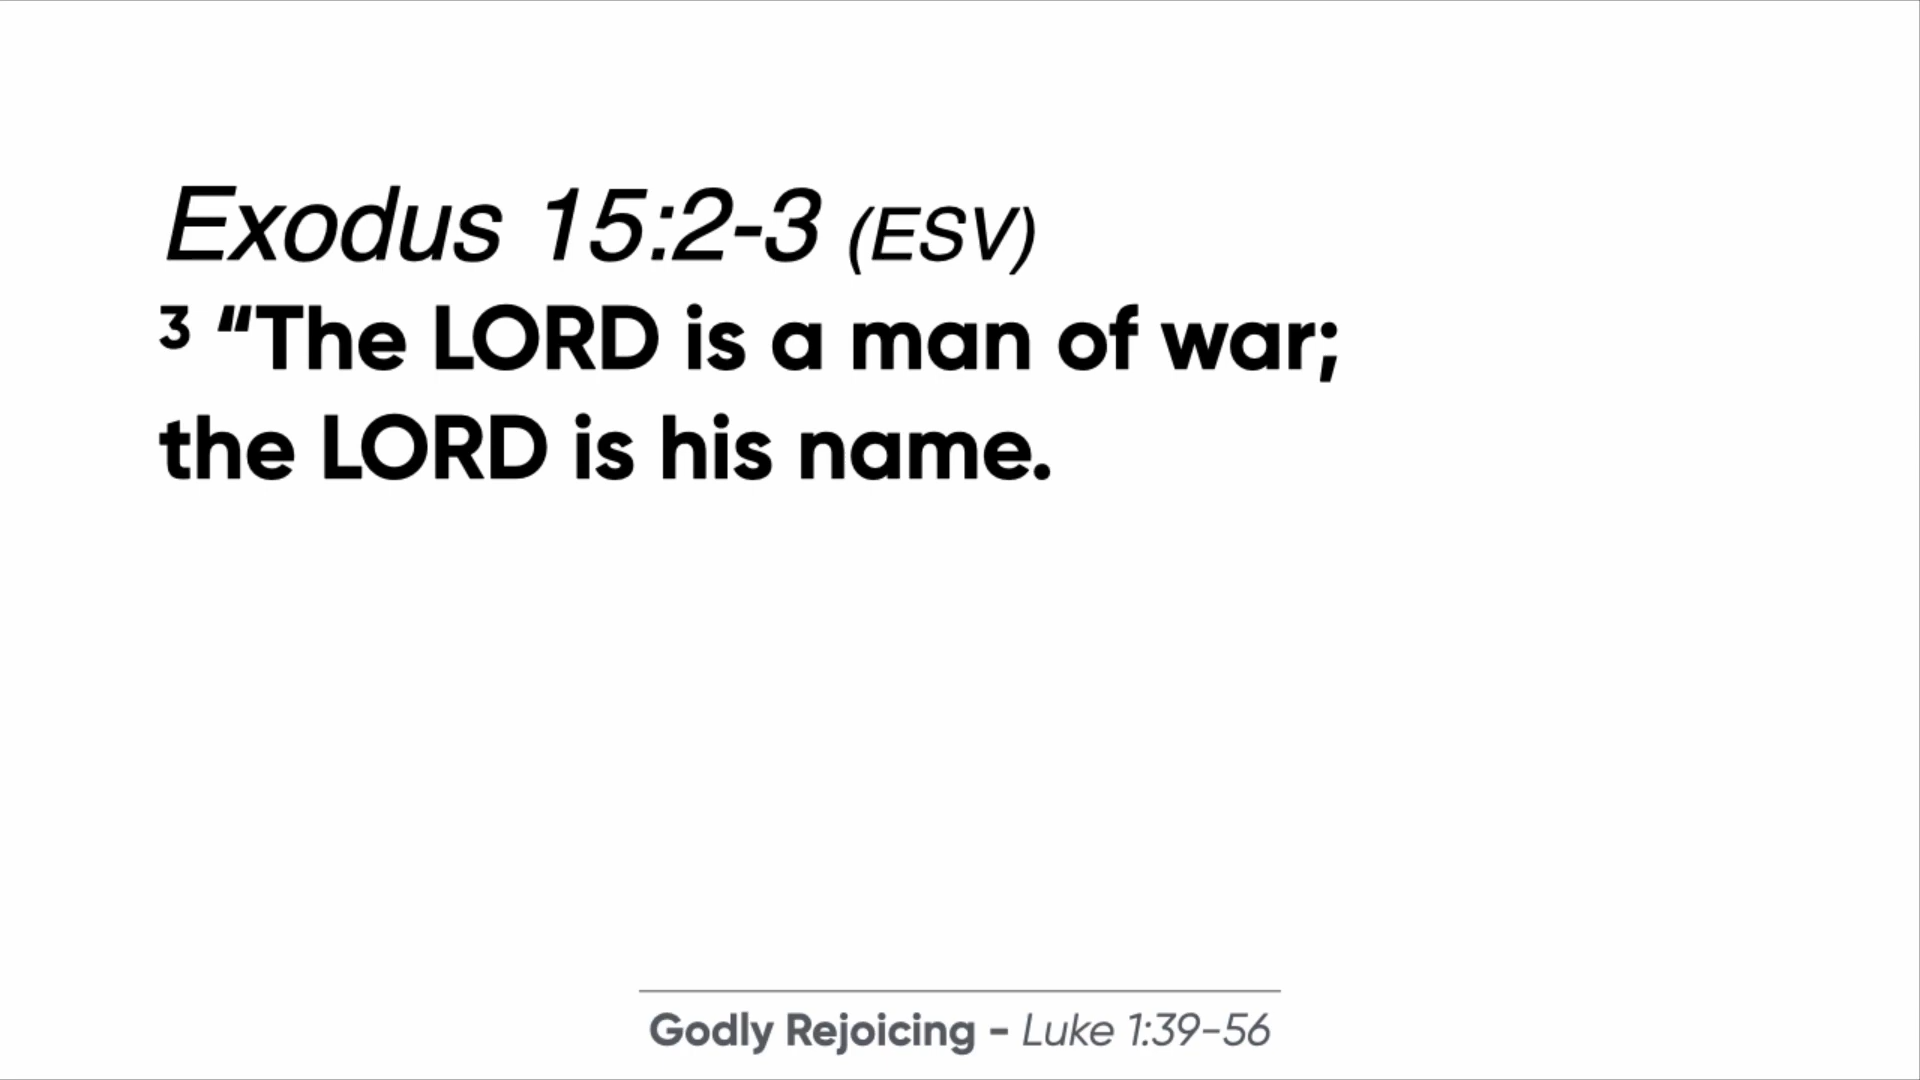 Exodus 15:2-3 (ESV)
³ “The LORD is a man of war;
the LORD is his name.
Godly Rejoicing – Luke 1:39–56